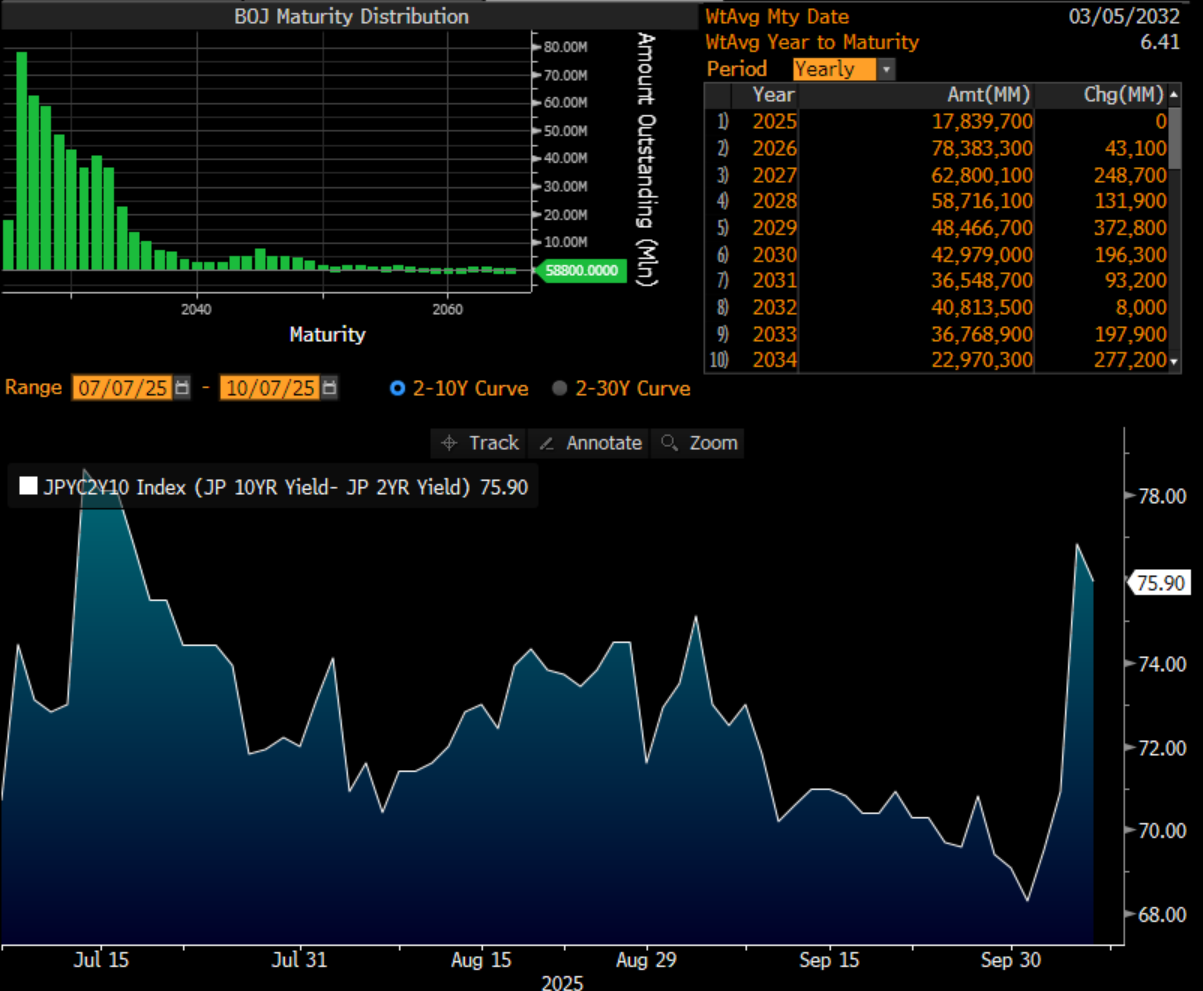 BOJ Maturity Distribution
80.00M
70.00M
60.00M
50.00M
40.00M
30.00M
20.00M
10.00M
58800.0000
Amount Outstanding (Mln)
2040 2060
Maturity
WtAvg Mty Date 03/05/2032
WtAvg Year to Maturity 6.41
Period Yearly
Year Amt(MM) Chg(MM)
1) 2025 17,839,700 0
2) 2026 78,383,300 43,100
3) 2027 62,800,100 248,700
4) 2028 58,716,100 131,900
5) 2029 48,466,700 372,800
6) 2030 42,979,000 196,300
7) 2031 36,548,700 93,200
8) 2032 40,813,500 8,000
9) 2033 36,768,900 197,900
10) 2034 22,970,300 277,200
Range 07/07/25 - 10/07/25 2-10Y Curve 2-30Y Curve
Track Annotate Zoom
JPYC2Y10 Index (JP 10YR Yield- JP 2YR Yield) 75.90
78.00
75.90
74.00
72.00
70.00
68.00
Jul 15 Jul 31 Aug 15 Aug 29 Sep 15 Sep 30
2025